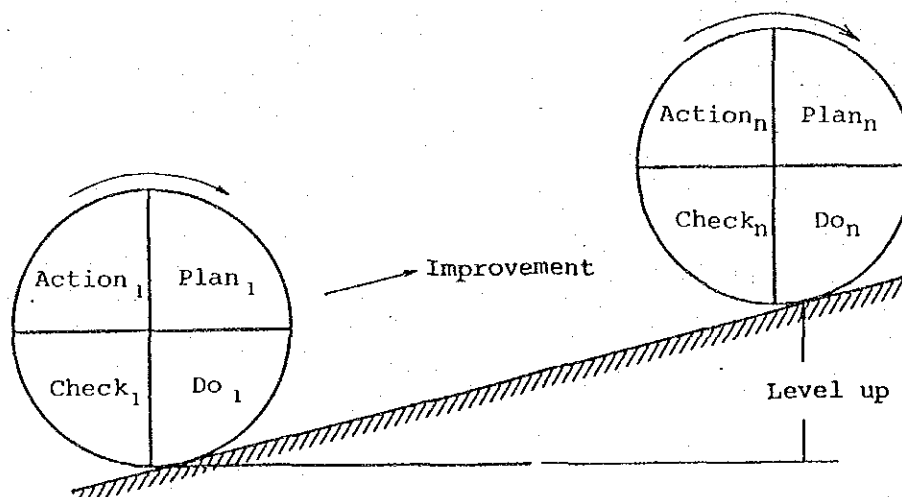 Action₁ Plan₁
Check₁ Do₁
Improvement
Actionₙ Planₙ
Checkₙ Doₙ
Level up